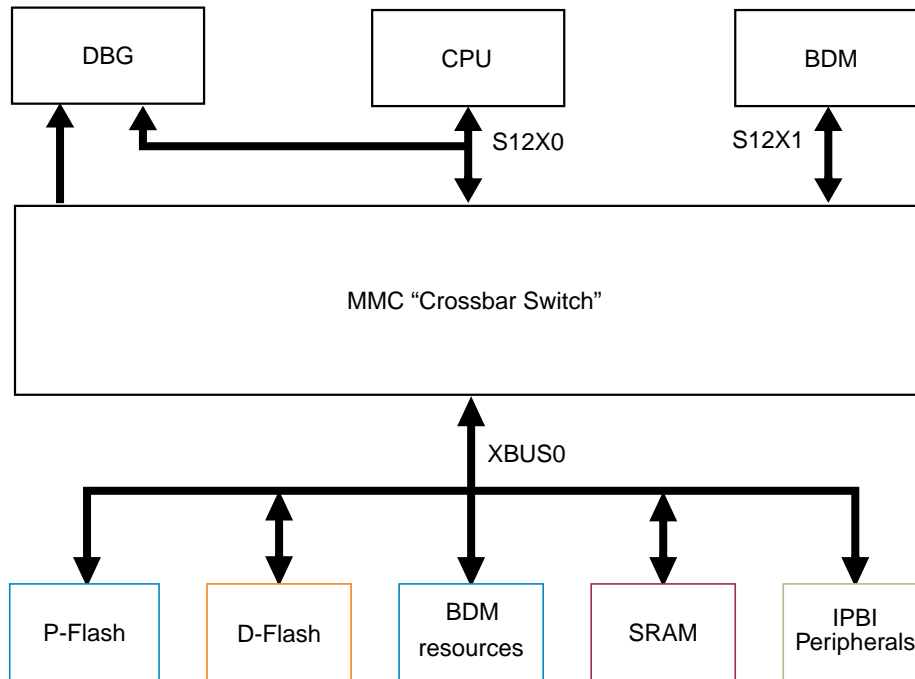 DBG
CPU
BDM
S12X0
S12X1
MMC “Crossbar Switch”
XBUS0
P-Flash
D-Flash
BDM
resources
SRAM
IPBI
Peripherals